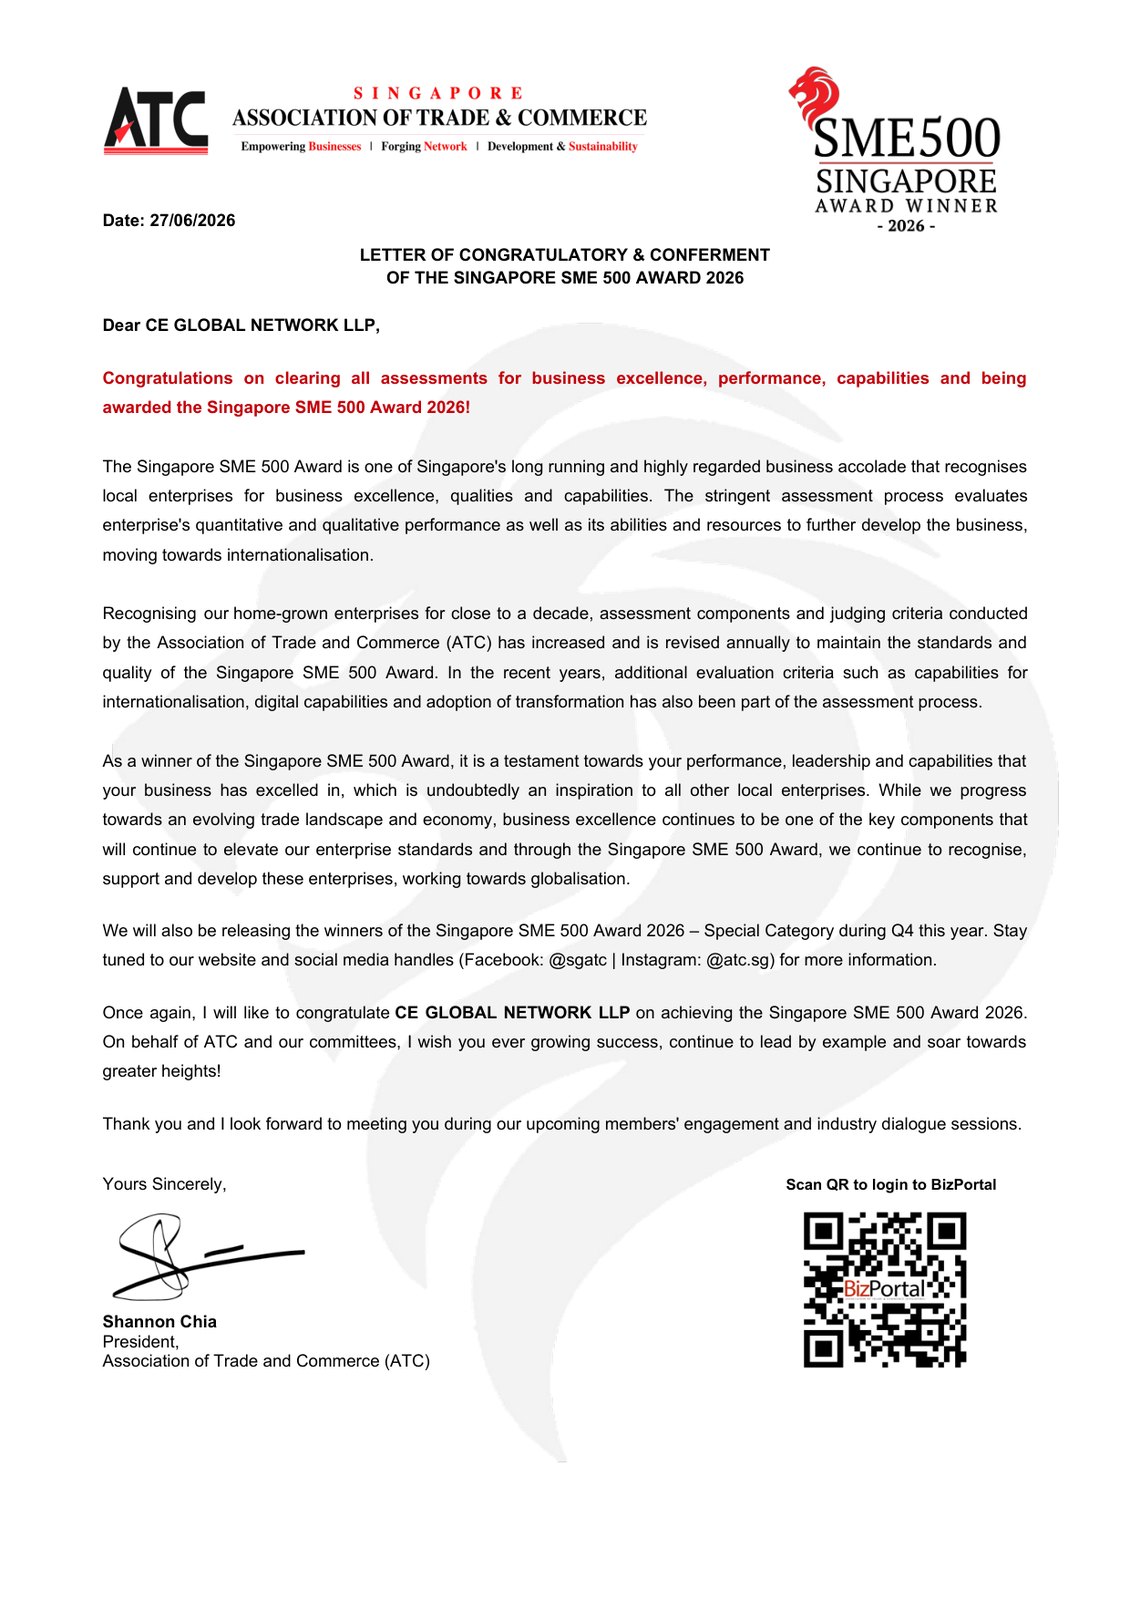 ATC
SINGAPORE
ASSOCIATION OF TRADE & COMMERCE
Empowering Businesses | Forging Network | Development & Sustainability
SME500
SINGAPORE
AWARD WINNER
- 2026 -
Date: 27/06/2026
LETTER OF CONGRATULATORY & CONFERMENT
OF THE SINGAPORE SME 500 AWARD 2026
Dear CE GLOBAL NETWORK LLP,
Congratulations on clearing all assessments for business excellence, performance, capabilities and being
awarded the Singapore SME 500 Award 2026!
The Singapore SME 500 Award is one of Singapore's long running and highly regarded business accolade that recognises
local enterprises for business excellence, qualities and capabilities. The stringent assessment process evaluates
enterprise's quantitative and qualitative performance as well as its abilities and resources to further develop the business,
moving towards internationalisation.
Recognising our home-grown enterprises for close to a decade, assessment components and judging criteria conducted
by the Association of Trade and Commerce (ATC) has increased and is revised annually to maintain the standards and
quality of the Singapore SME 500 Award. In the recent years, additional evaluation criteria such as capabilities for
internationalisation, digital capabilities and adoption of transformation has also been part of the assessment process.
As a winner of the Singapore SME 500 Award, it is a testament towards your performance, leadership and capabilities that
your business has excelled in, which is undoubtedly an inspiration to all other local enterprises. While we progress
towards an evolving trade landscape and economy, business excellence continues to be one of the key components that
will continue to elevate our enterprise standards and through the Singapore SME 500 Award, we continue to recognise,
support and develop these enterprises, working towards globalisation.
We will also be releasing the winners of the Singapore SME 500 Award 2026 – Special Category during Q4 this year. Stay
tuned to our website and social media handles (Facebook: @sgatc | Instagram: @atc.sg) for more information.
Once again, I will like to congratulate CE GLOBAL NETWORK LLP on achieving the Singapore SME 500 Award 2026.
On behalf of ATC and our committees, I wish you ever growing success, continue to lead by example and soar towards
greater heights!
Thank you and I look forward to meeting you during our upcoming members' engagement and industry dialogue sessions.
Yours Sincerely,
Scan QR to login to BizPortal
BizPortal
Shannon Chia
President,
Association of Trade and Commerce (ATC)